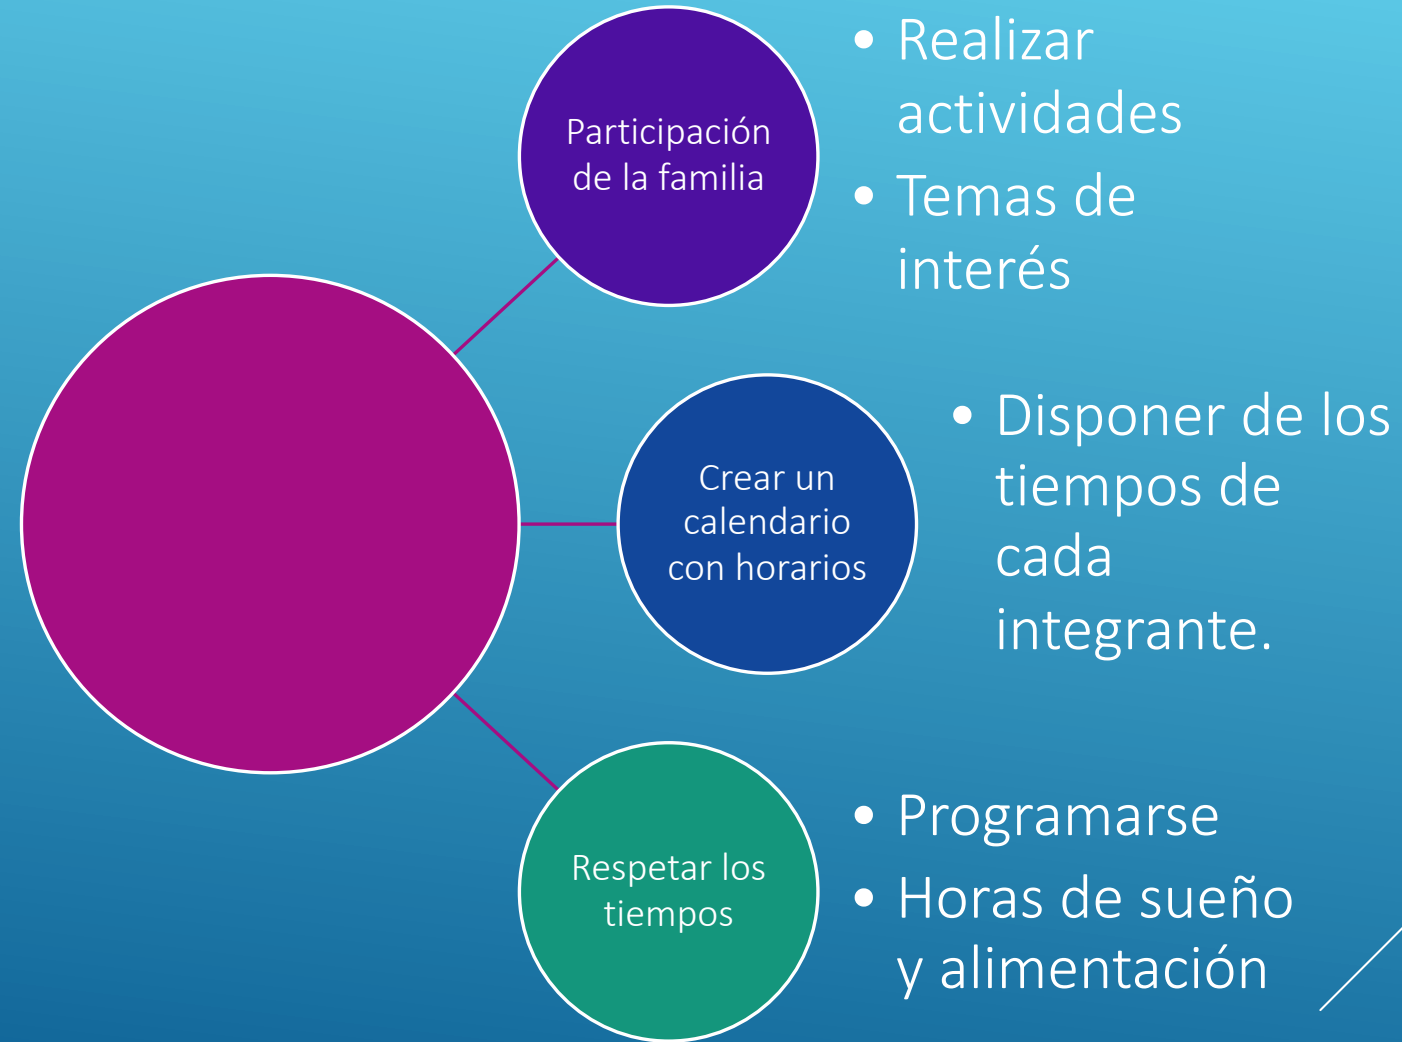 Participación
de la familia
• Realizar
actividades
• Temas de
interés
Crear un
calendario
con horarios
• Disponer de los
tiempos de
cada
integrante.
Respetar los
tiempos
• Programarse
• Horas de sueño
y alimentación